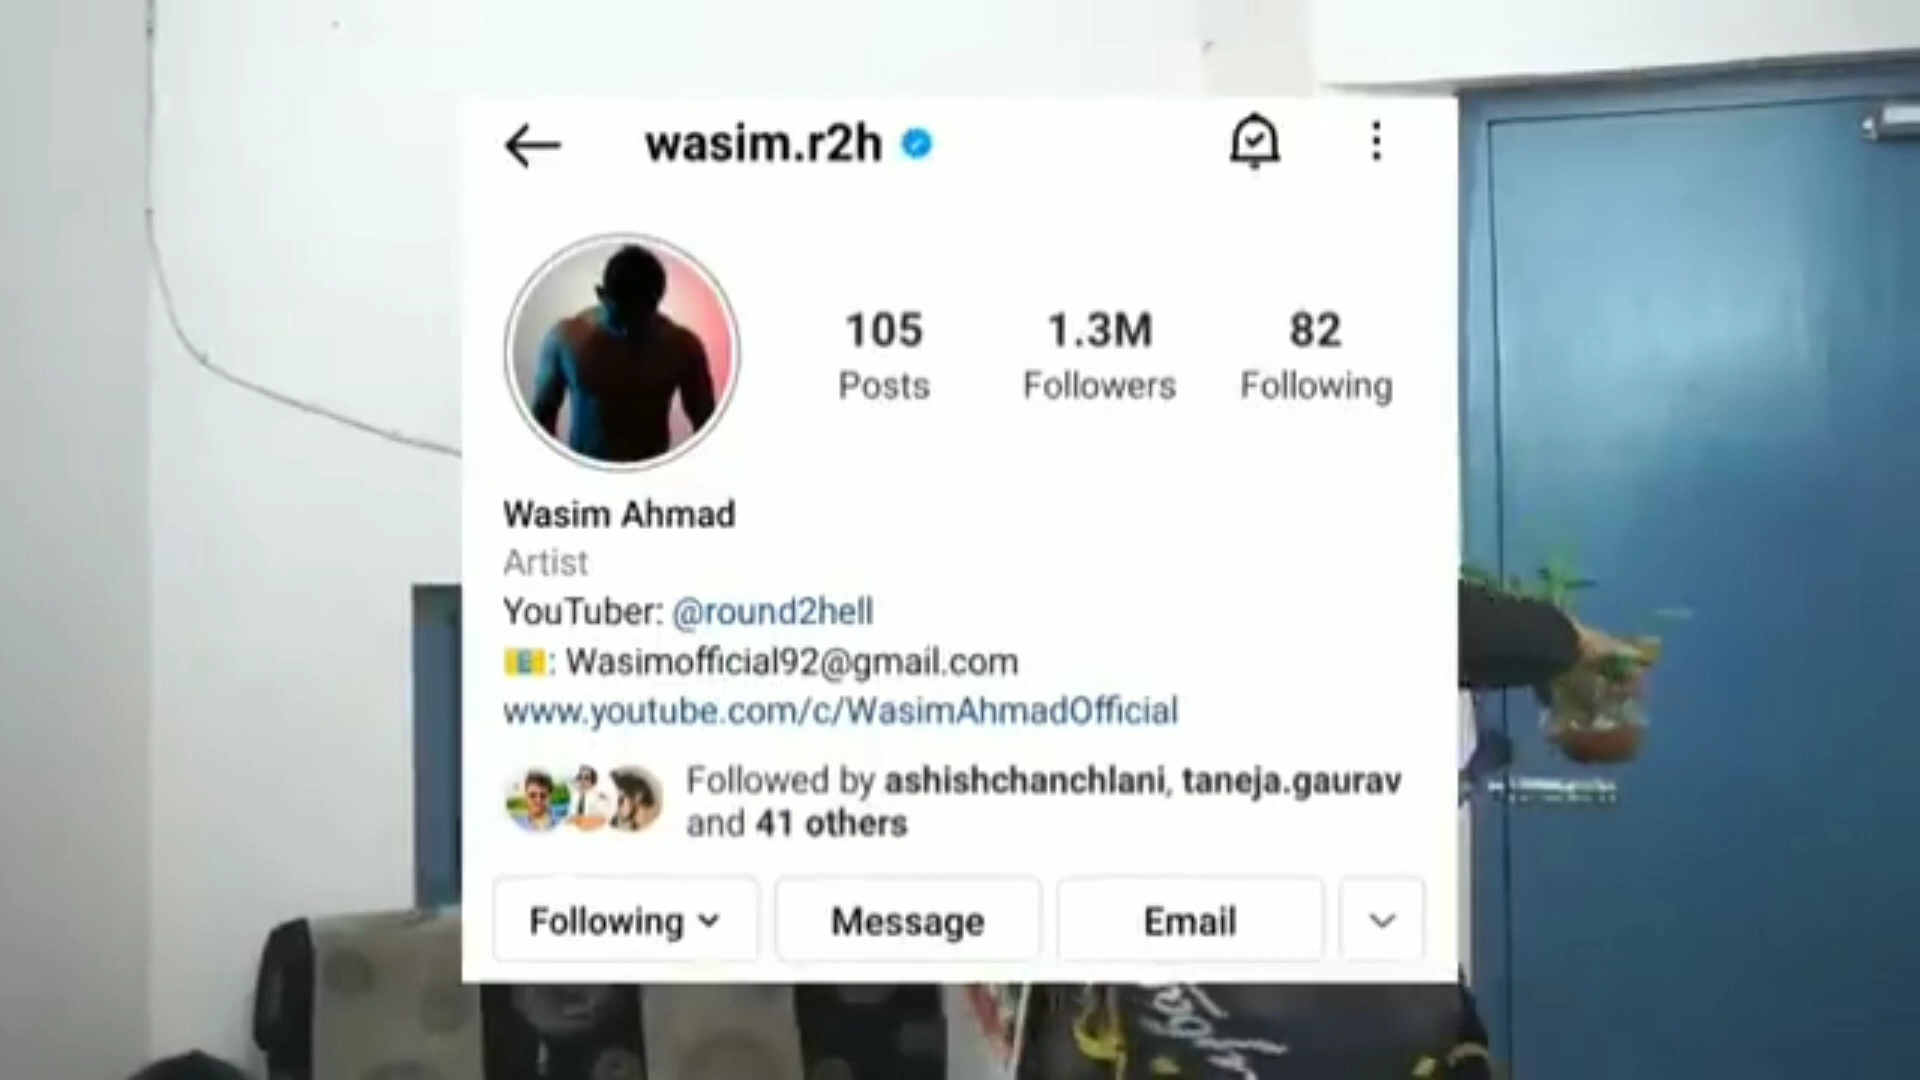 wasim.r2h
105 1.3M 82
Posts Followers Following
Wasim Ahmad
Artist
YouTuber: @round2hell
📧: Wasimofficial92@gmail.com
www.youtube.com/c/WasimAhmadOfficial
Followed by ashishchanchlani, taneja.gaurav
and 41 others
Following Message Email